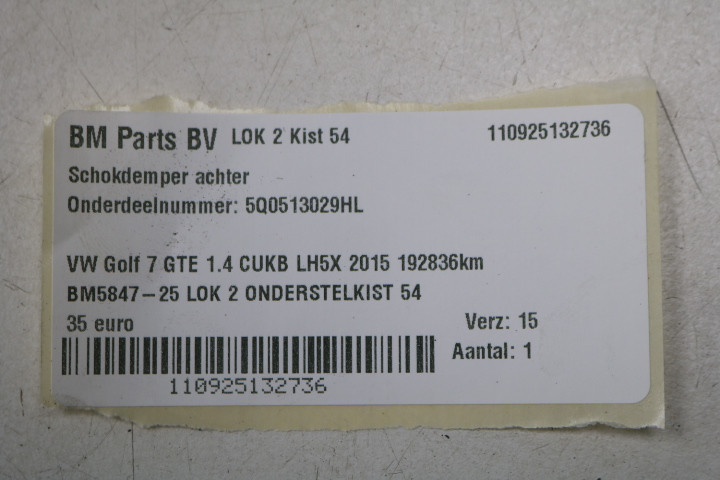 BM Parts BV LOK 2 Kist 54 110925132736
Schokdemper achter
Onderdeelnummer: 5Q0513029HL
VW Golf 7 GTE 1.4 CUKB LH5X 2015 192836km
BM5847-25 LOK 2 ONDERSTELKIST 54
35 euro Verz: 15
Aantal: 1
110925132736